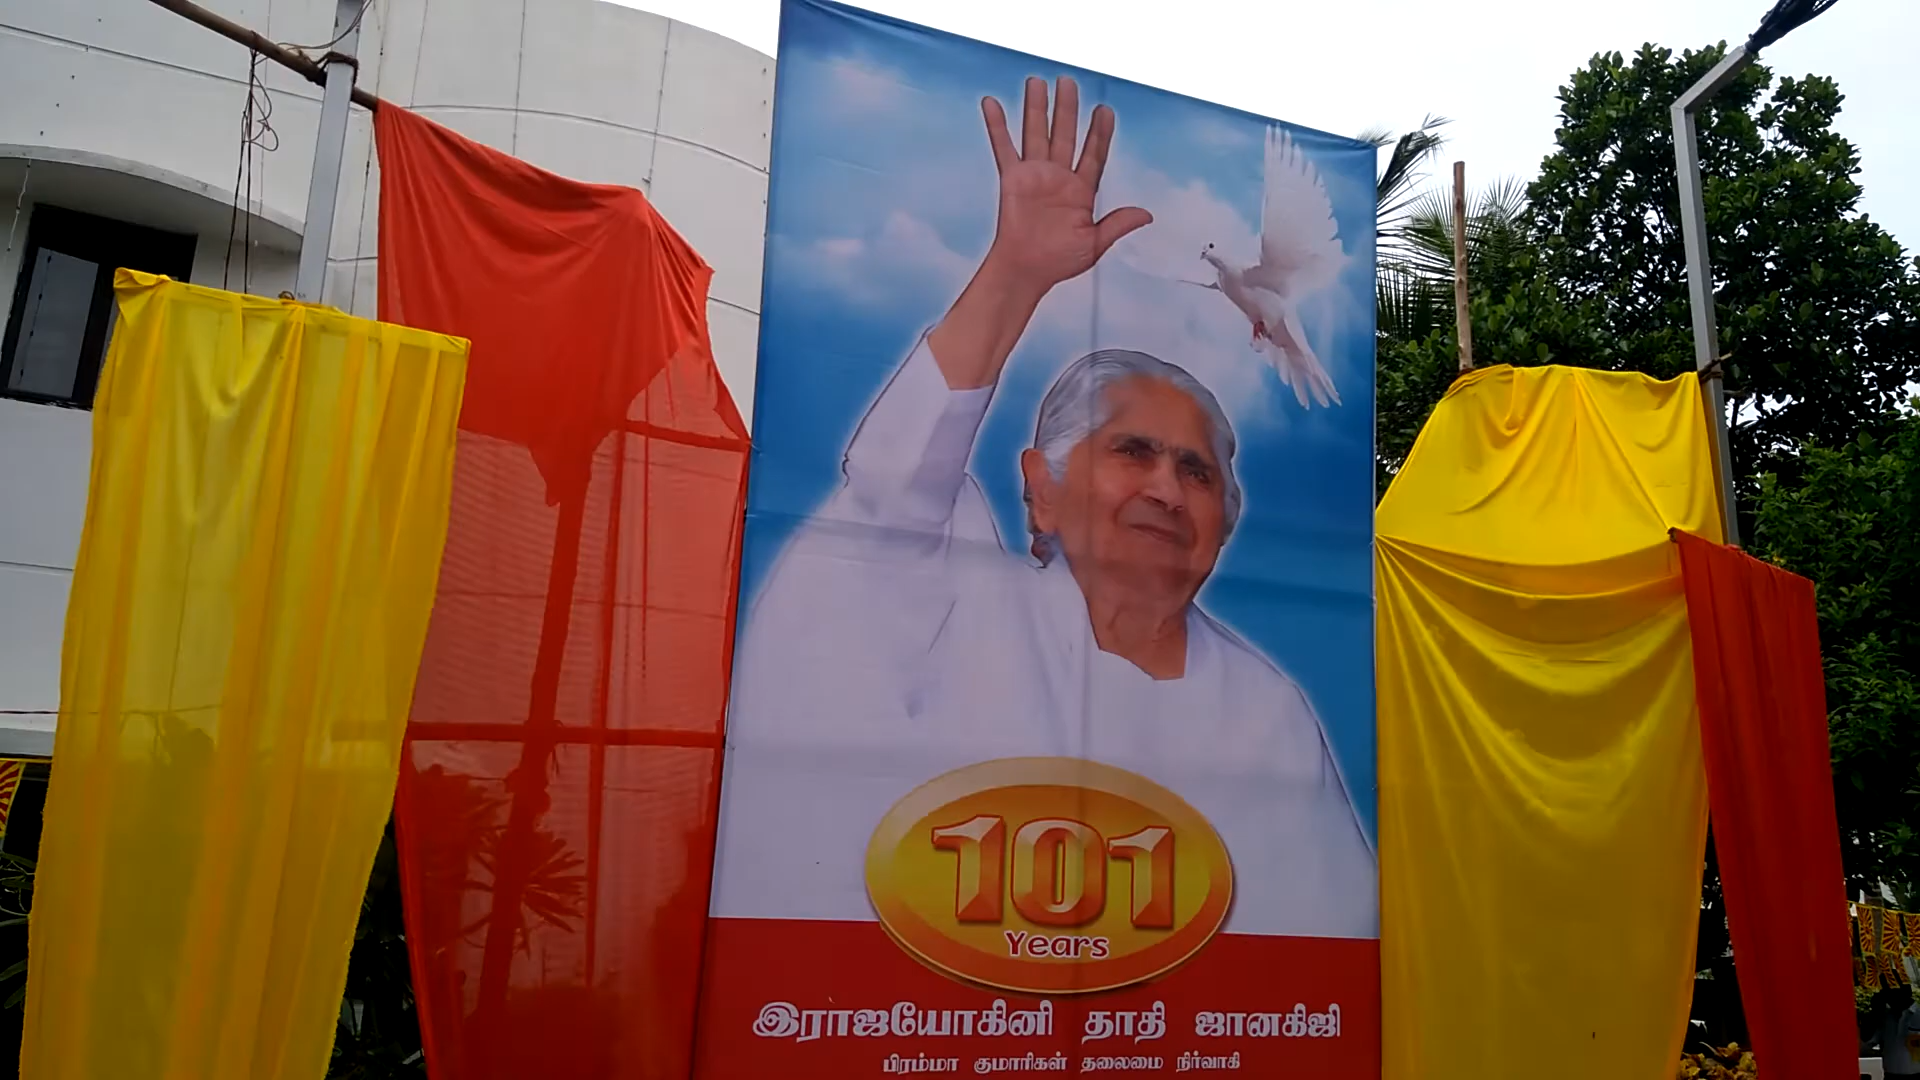 101
Years
இராஜயோகினி தாதி ஜானகிஜி
பிரம்மா குமாரிகள் தலைமை நிர்வாகி